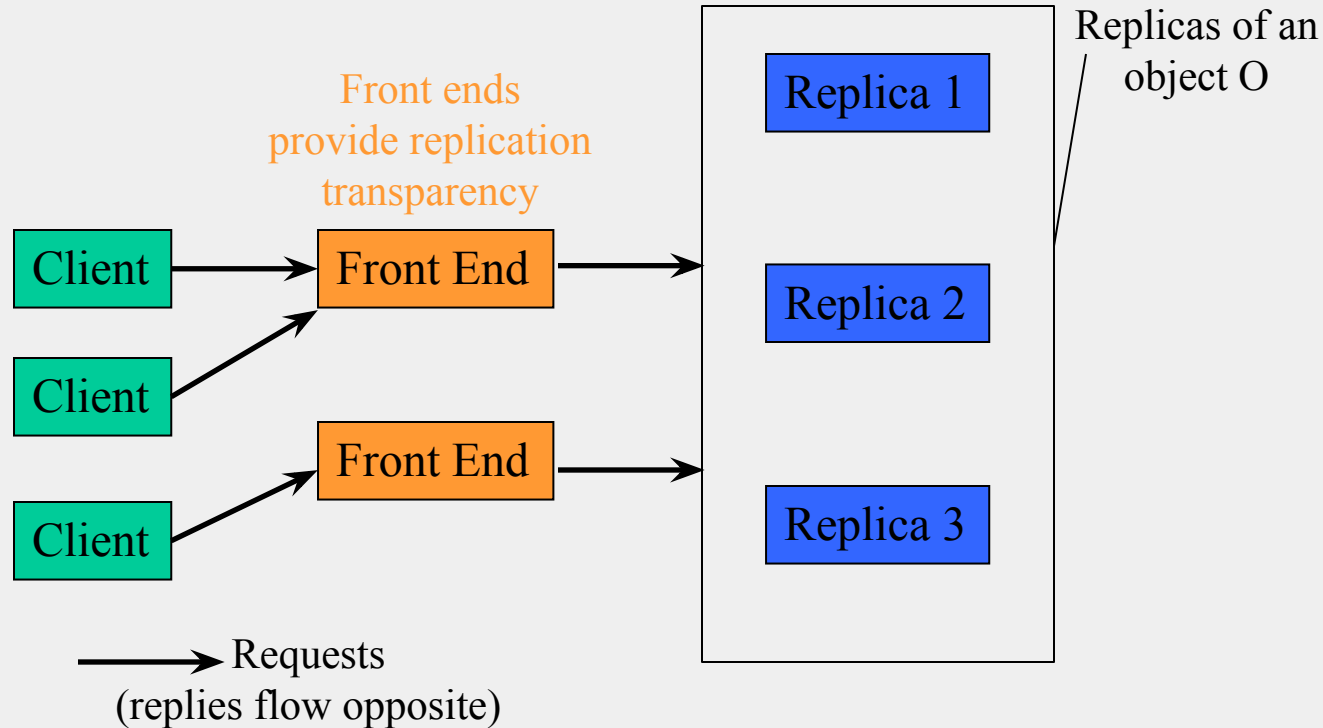 Replicas of an
object O
Replica 1
Front ends
provide replication
transparency
Client
Front End
Replica 2
Client
Front End
Client
Replica 3
Requests
(replies flow opposite)